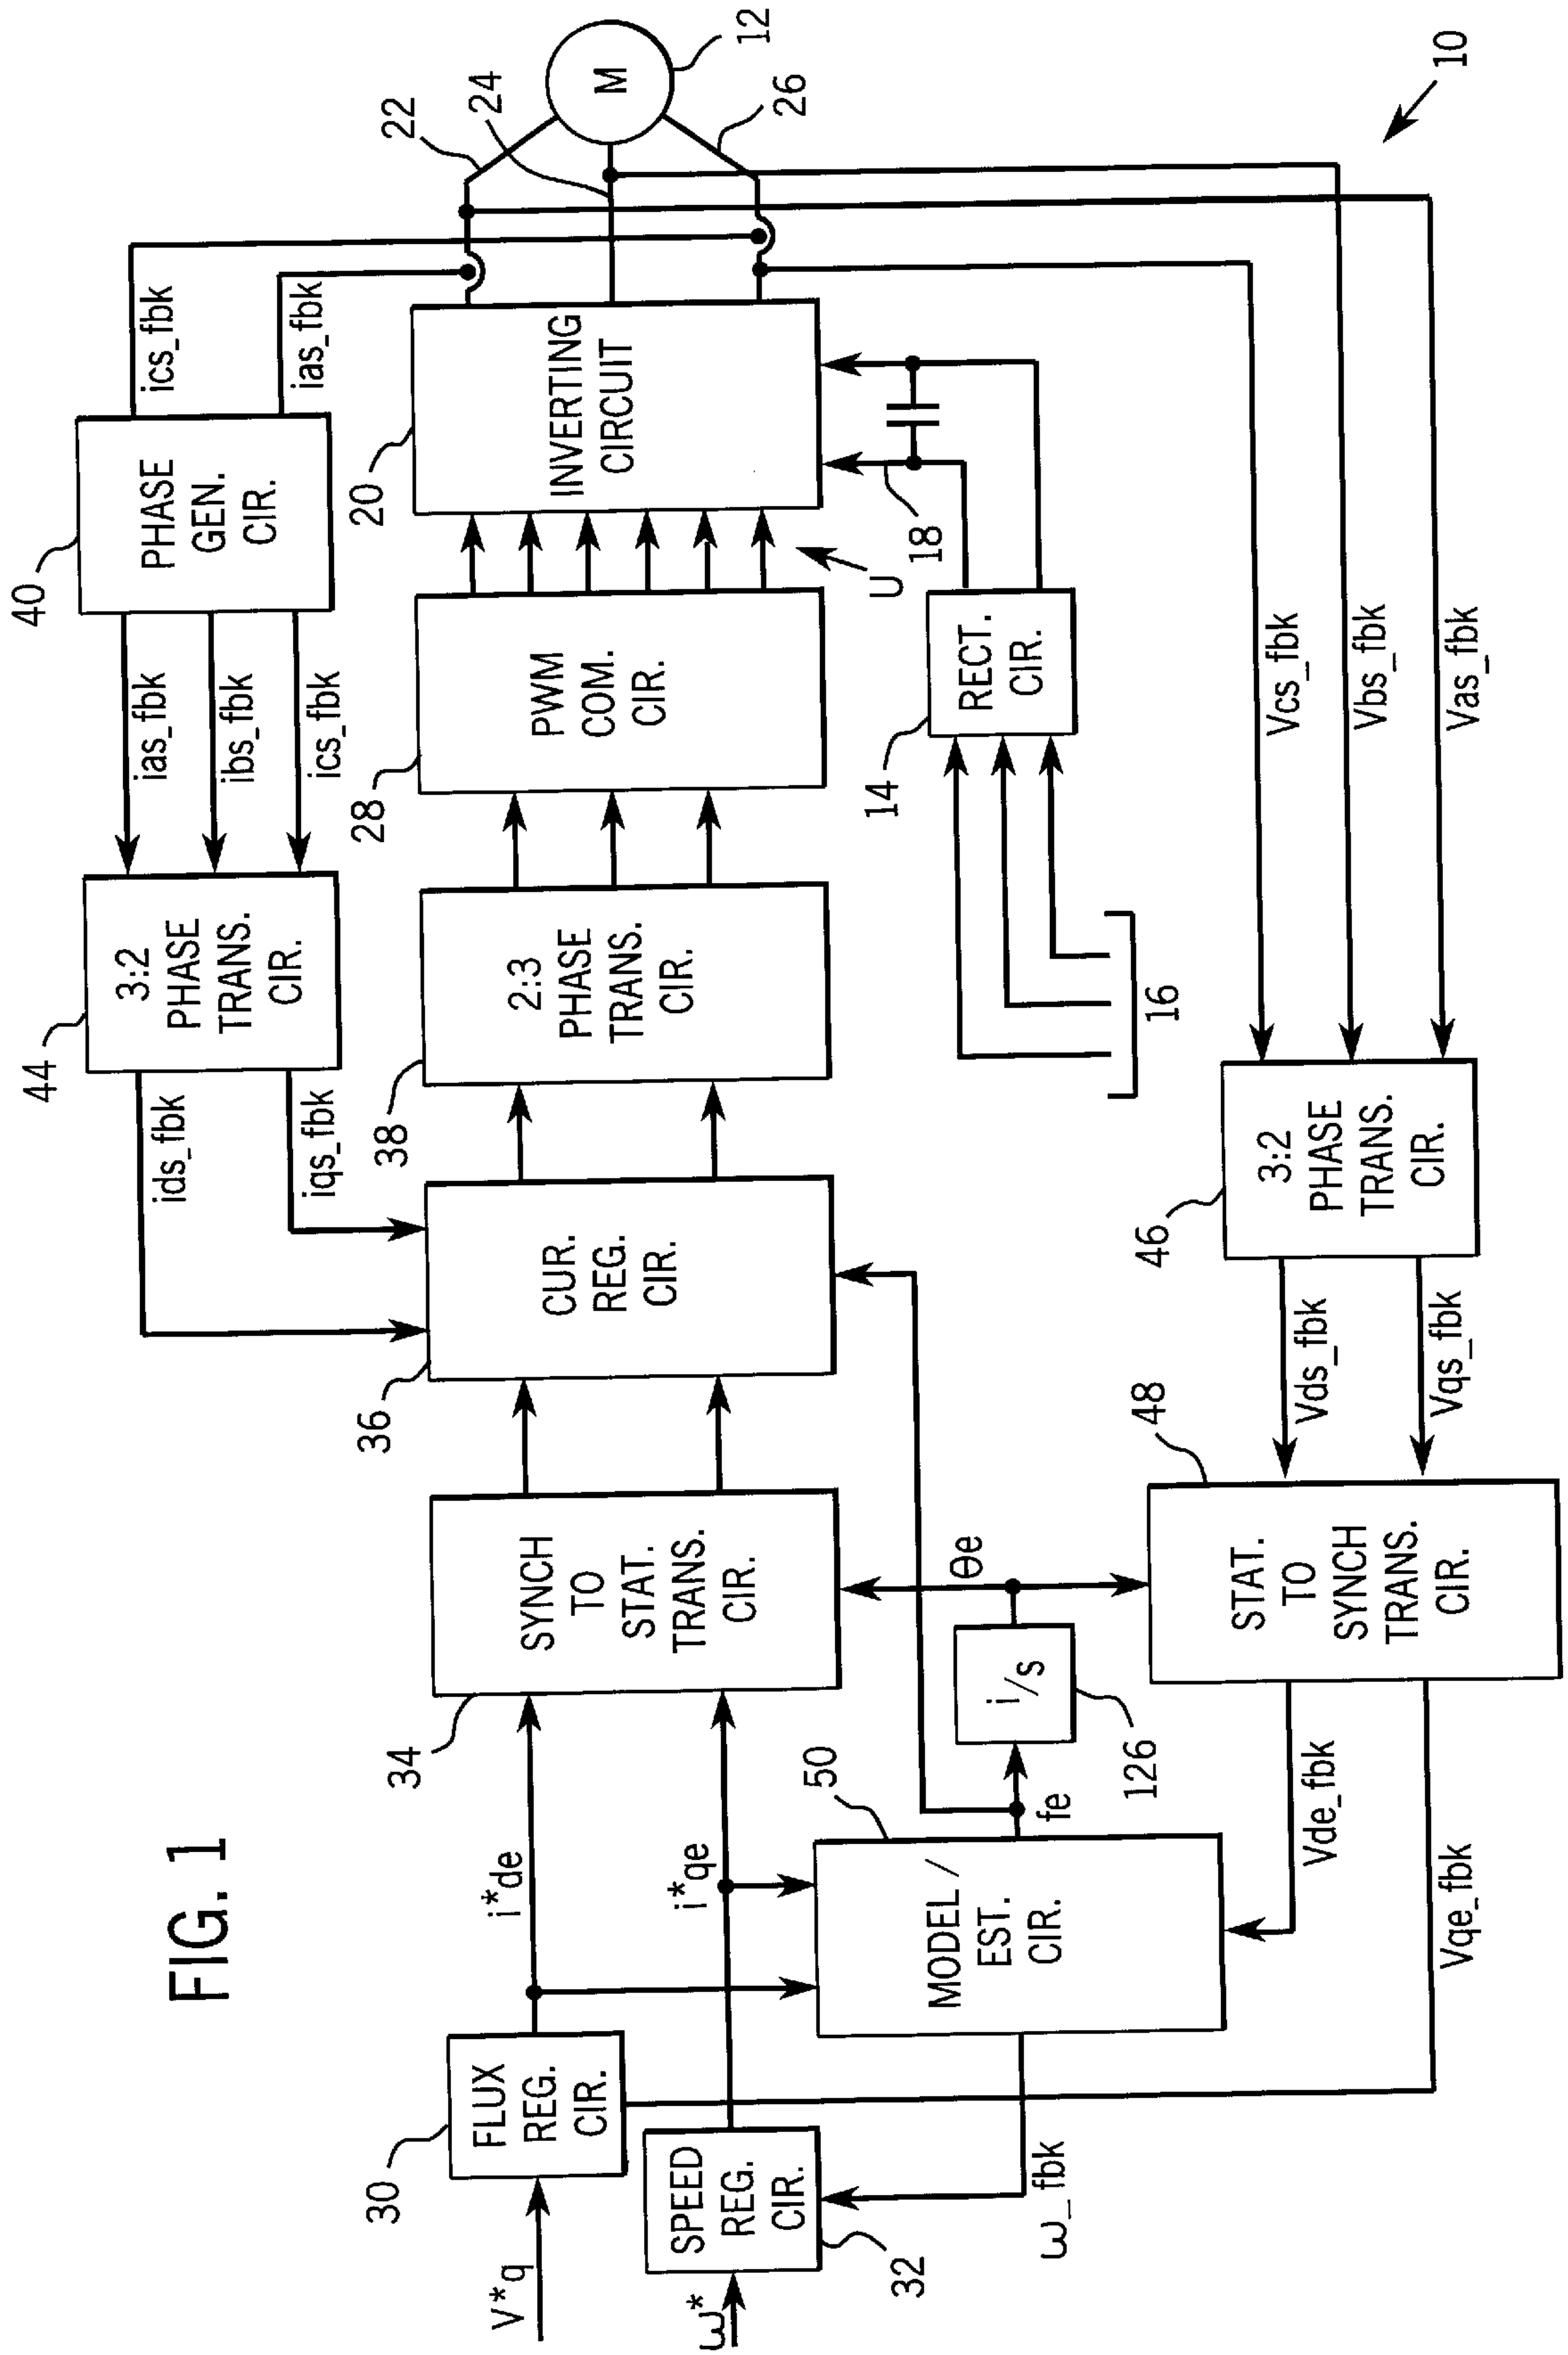 FIG. 1
40
PHASE
GEN.
CIR.
ics_fbk
ias_fbk
ias_fbk
ibs_fbk
ics_fbk
44
3:2
PHASE
TRANS.
CIR.
ids_fbk
iqs_fbk
V*q
30
FLUX
REG.
CIR.
i*de
34
SYNCH
TO
STAT.
TRANS.
CIR.
36
CUR.
REG.
CIR.
38
2:3
PHASE
TRANS.
CIR.
28
PWM
COM.
CIR.
U
20
INVERTING
CIRCUIT
22
24
M
12
26
ω*
SPEED
REG.
CIR.
32
i*qe
ω_fbk
50
MODEL/
EST.
CIR.
fe
i/s
126
θe
16
14
RECT.
CIR.
18
10
Vcs_fbk
Vbs_fbk
Vas_fbk
46
3:2
PHASE
TRANS.
CIR.
Vds_fbk
Vqs_fbk
48
STAT.
TO
SYNCH
TRANS.
CIR.
Vde_fbk
Vqe_fbk